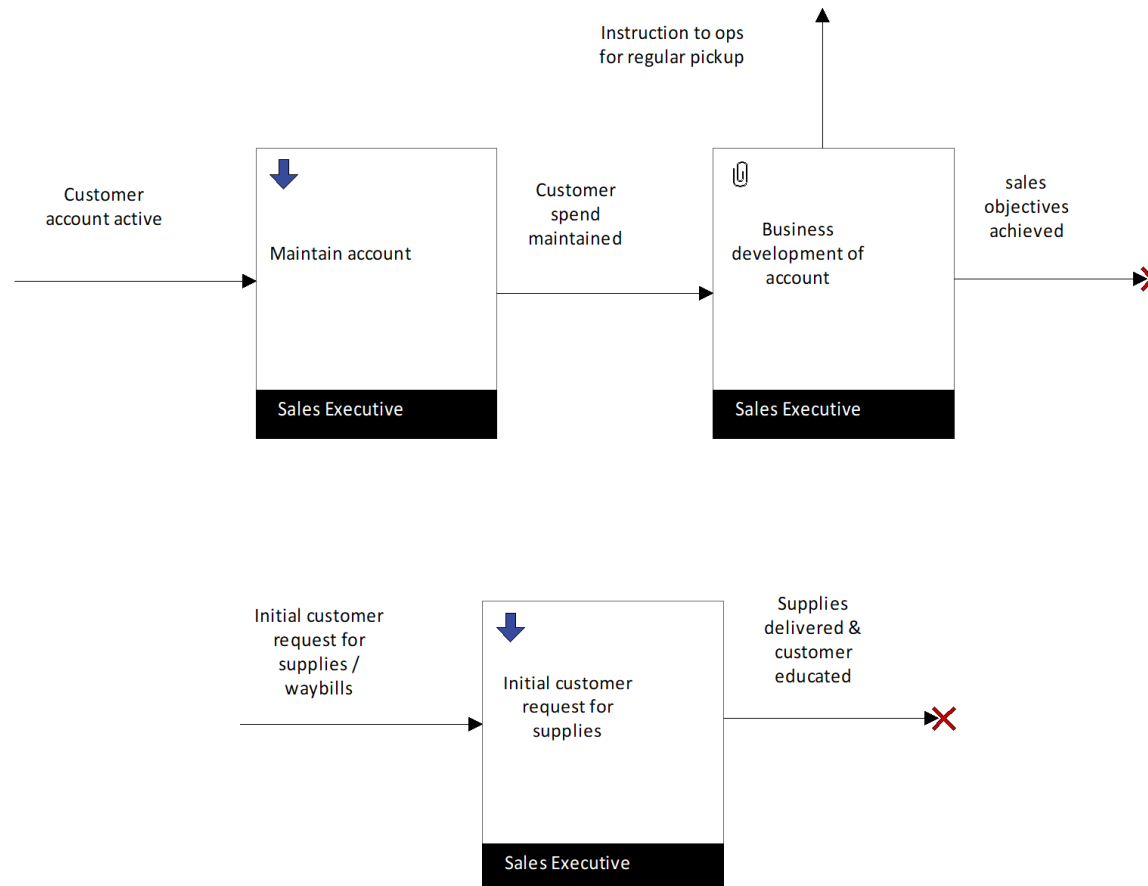 Instruction to ops
for regular pickup
Customer
account active
Maintain account
Sales Executive
Customer
spend
maintained
Business
development of
account
Sales Executive
sales
objectives
achieved
Initial customer
request for
supplies /
waybills
Initial customer
request for
supplies
Sales Executive
Supplies
delivered &
customer
educated